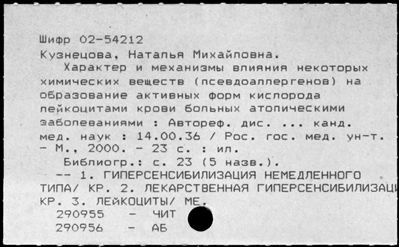 Шифр 02-54212
Кузнецова, Наталья Михайловна.
Характер и механизмы влияния некоторых
химических веществ (псевдоаллергенов) на
образование активных форм кислорода
лейкоцитами крови больных атопическими
заболеваниями : Автореф. дис. ... канд.
мед. наук : 14.00.36 / Рос. гос. мед. ун-т.
- М., 2000. - 23 с. : ил.
Библиогр.: с. 23 (5 назв.).
-- 1. ГИПЕРСЕНСИБИЛИЗАЦИЯ НЕМЕДЛЕННОГО
ТИПА/ КР. 2. ЛЕКАРСТВЕННАЯ ГИПЕРСЕНСИБИЛИЗАЦ
КР. 3. ЛЕЙКОЦИТЫ/ МЕ.
290955 - ЧИТ
290956 - АБ